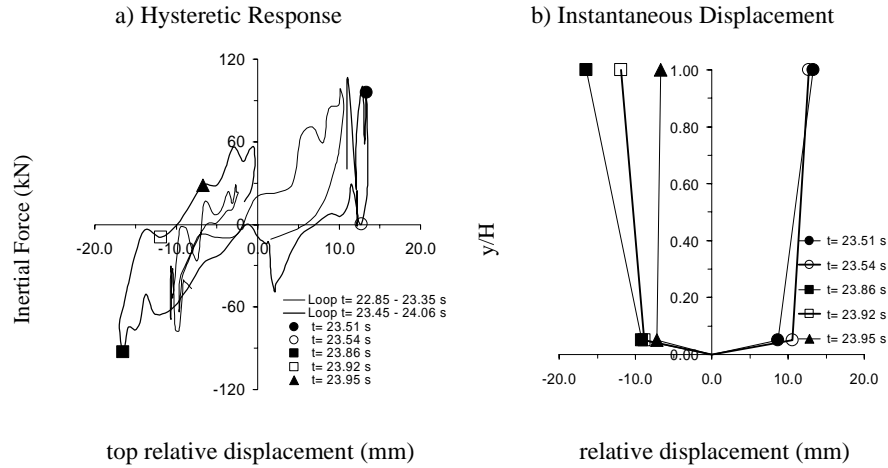 a) Hysteretic Response
b) Instantaneous Displacement
Inertial Force (kN)
120
60
0
-60
-120
-20.0
-10.0
0.0
10.0
20.0
Loop t= 22.85 - 23.35 s
Loop t= 23.45 - 24.06 s
t= 23.51 s
t= 23.54 s
t= 23.86 s
t= 23.92 s
t= 23.95 s
top relative displacement (mm)
y/H
1.00
0.80
0.60
0.40
0.20
0.00
-20.0
-10.0
0.0
10.0
20.0
t= 23.51 s
t= 23.54 s
t= 23.86 s
t= 23.92 s
t= 23.95 s
relative displacement (mm)